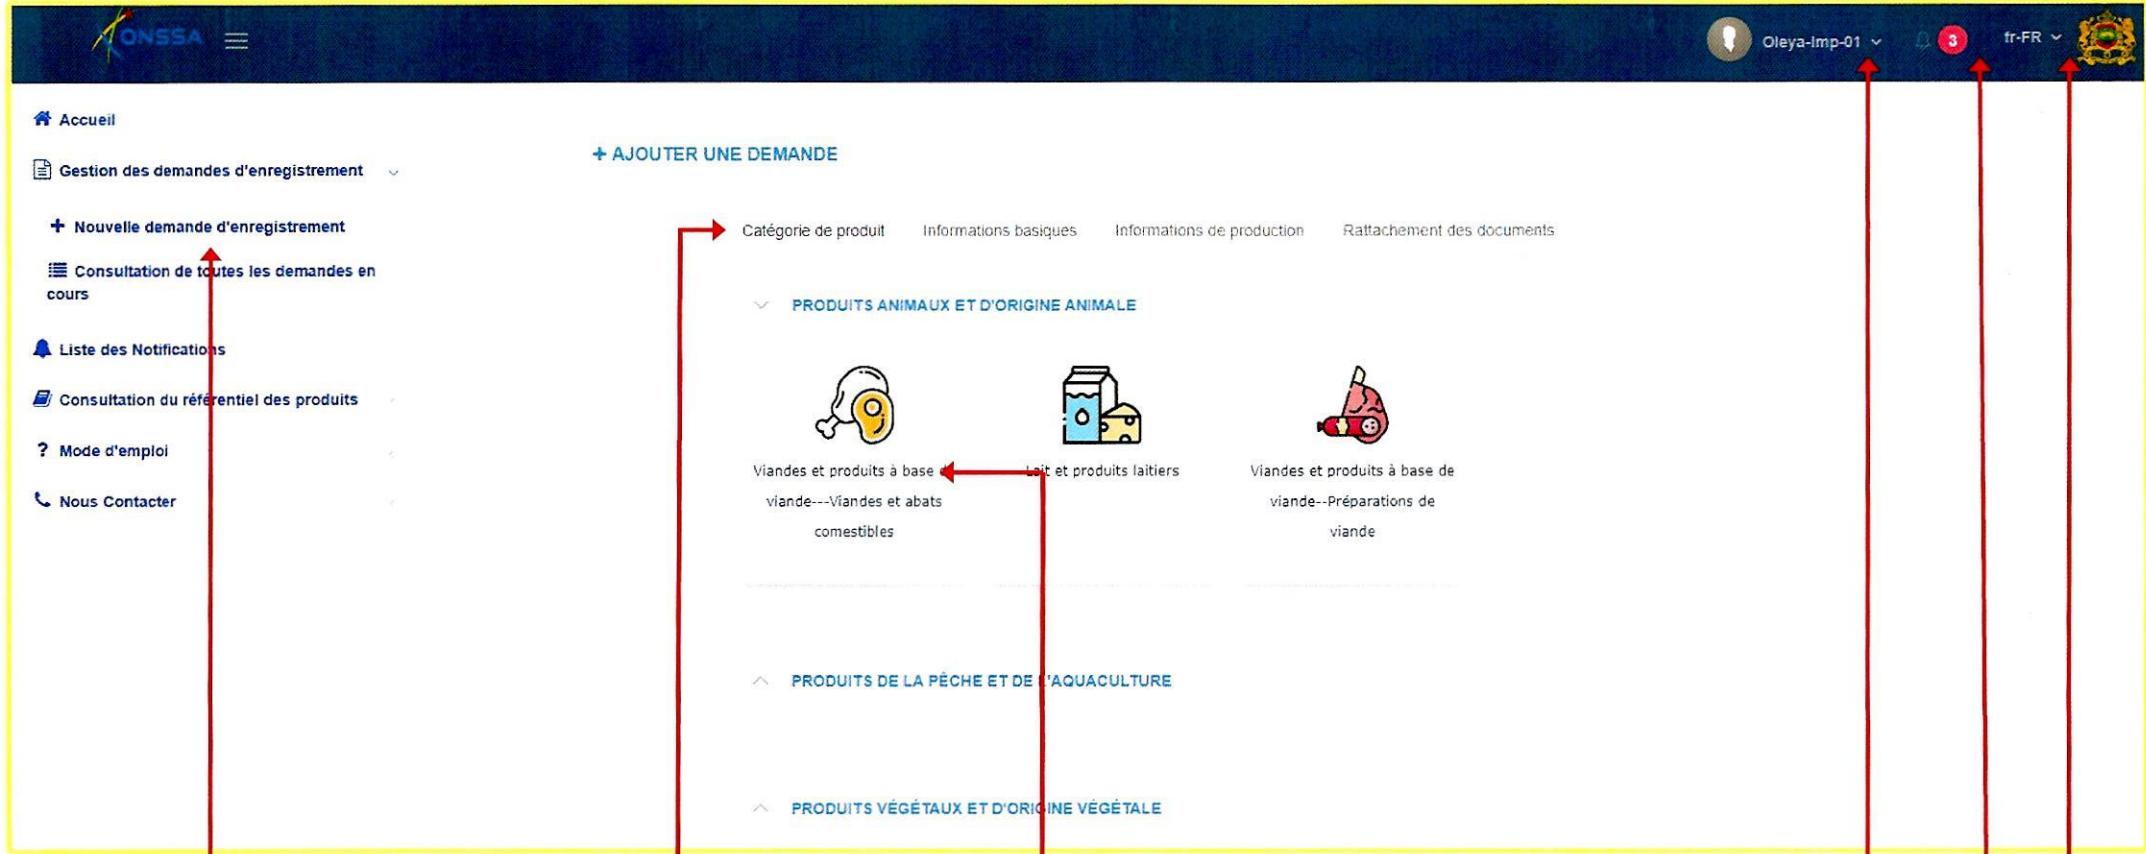 ONSSA
Oleya-Imp-01
3
fr-FR
Accueil
Gestion des demandes d'enregistrement
+ Nouvelle demande d'enregistrement
Consultation de toutes les demandes en
cours
Liste des Notifications
Consultation du référentiel des produits
? Mode d'emploi
Nous Contacter
+ AJOUTER UNE DEMANDE
Catégorie de produit Informations basiques Informations de production Rattachement des documents
PRODUITS ANIMAUX ET D'ORIGINE ANIMALE
Viandes et produits à base de
viande---Viandes et abats
comestibles
Lait et produits laitiers
Viandes et produits à base de
viande--Préparations de
viande
PRODUITS DE LA PÊCHE ET DE L'AQUACULTURE
PRODUITS VÉGÉTAUX ET D'ORIGINE VÉGÉTALE